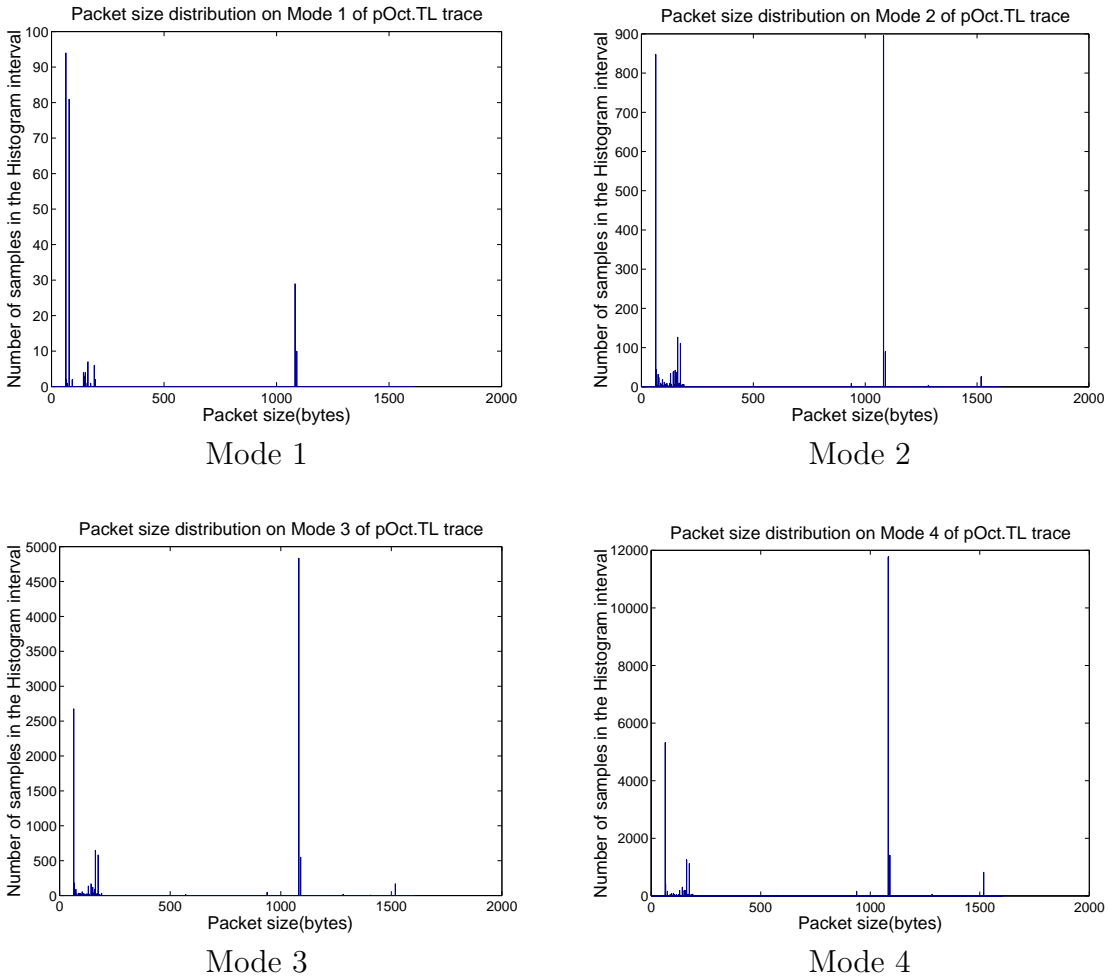 Packet size distribution on Mode 1 of pOct.TL trace
Number of samples in the Histogram interval
100
90
80
70
60
50
40
30
20
10
0
0 500 1000 1500 2000
Packet size(bytes)
Mode 1
Packet size distribution on Mode 2 of pOct.TL trace
Number of samples in the Histogram interval
900
800
700
600
500
400
300
200
100
0
0 500 1000 1500 2000
Packet size(bytes)
Mode 2
Packet size distribution on Mode 3 of pOct.TL trace
Number of samples in the Histogram interval
5000
4500
4000
3500
3000
2500
2000
1500
1000
500
0
0 500 1000 1500 2000
Packet size(bytes)
Mode 3
Packet size distribution on Mode 4 of pOct.TL trace
Number of samples in the Histogram interval
12000
10000
8000
6000
4000
2000
0
0 500 1000 1500 2000
Packet size(bytes)
Mode 4